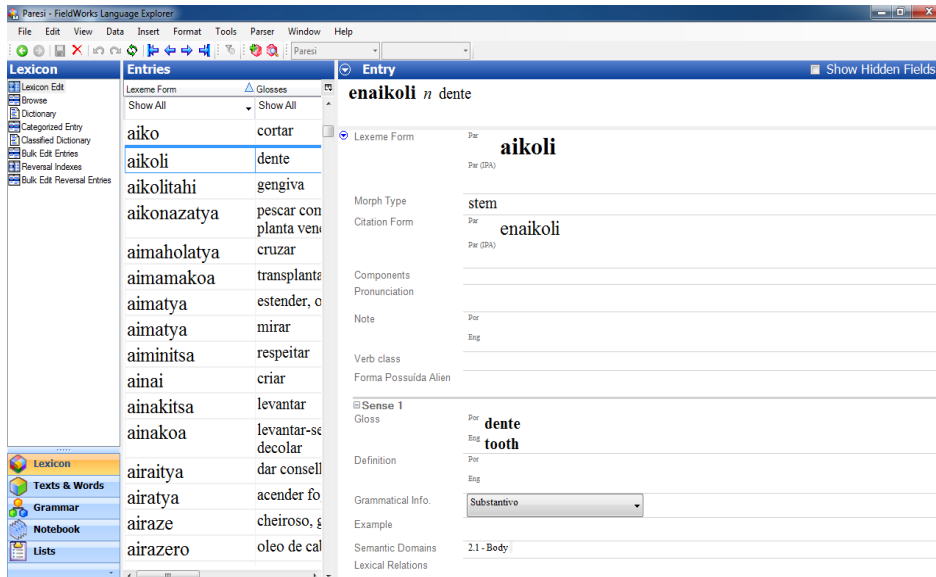 Paresi - FieldWorks Language Explorer
File Edit View Data Insert Format Tools Parser Window Help
Paresi
Lexicon
Lexicon Edit
Browse
Dictionary
Categorized Entry
Classified Dictionary
Bulk Edit Entries
Reversal Indexes
Bulk Edit Reversal Entries
Lexicon
Texts & Words
Grammar
Notebook
Lists
Entries
Lexeme Form Glosses
Show All Show All
aiko cortar
aikoli dente
aikolitahi gengiva
aikonazatya pescar con
planta vene
aimaholatya cruzar
aimamakoa transplanta
aimatya estender, o
aimatya mirar
aiminitsa respeitar
ainai criar
ainakitsa levantar
ainakoa levantar-se
decolar
airaitya dar consell
airatya acender fo
airaze cheiroso, g
airazero oleo de cal
Entry Show Hidden Fields
enaikoli n dente
Lexeme Form Par aikoli
Par (IPA)
Morph Type stem
Citation Form Par enaikoli
Par (IPA)
Components
Pronunciation
Note Por
Eng
Verb class
Forma Possuída Alien
Sense 1
Gloss Por dente
Eng tooth
Definition Por
Eng
Grammatical Info. Substantivo
Example
Semantic Domains 2.1 - Body
Lexical Relations